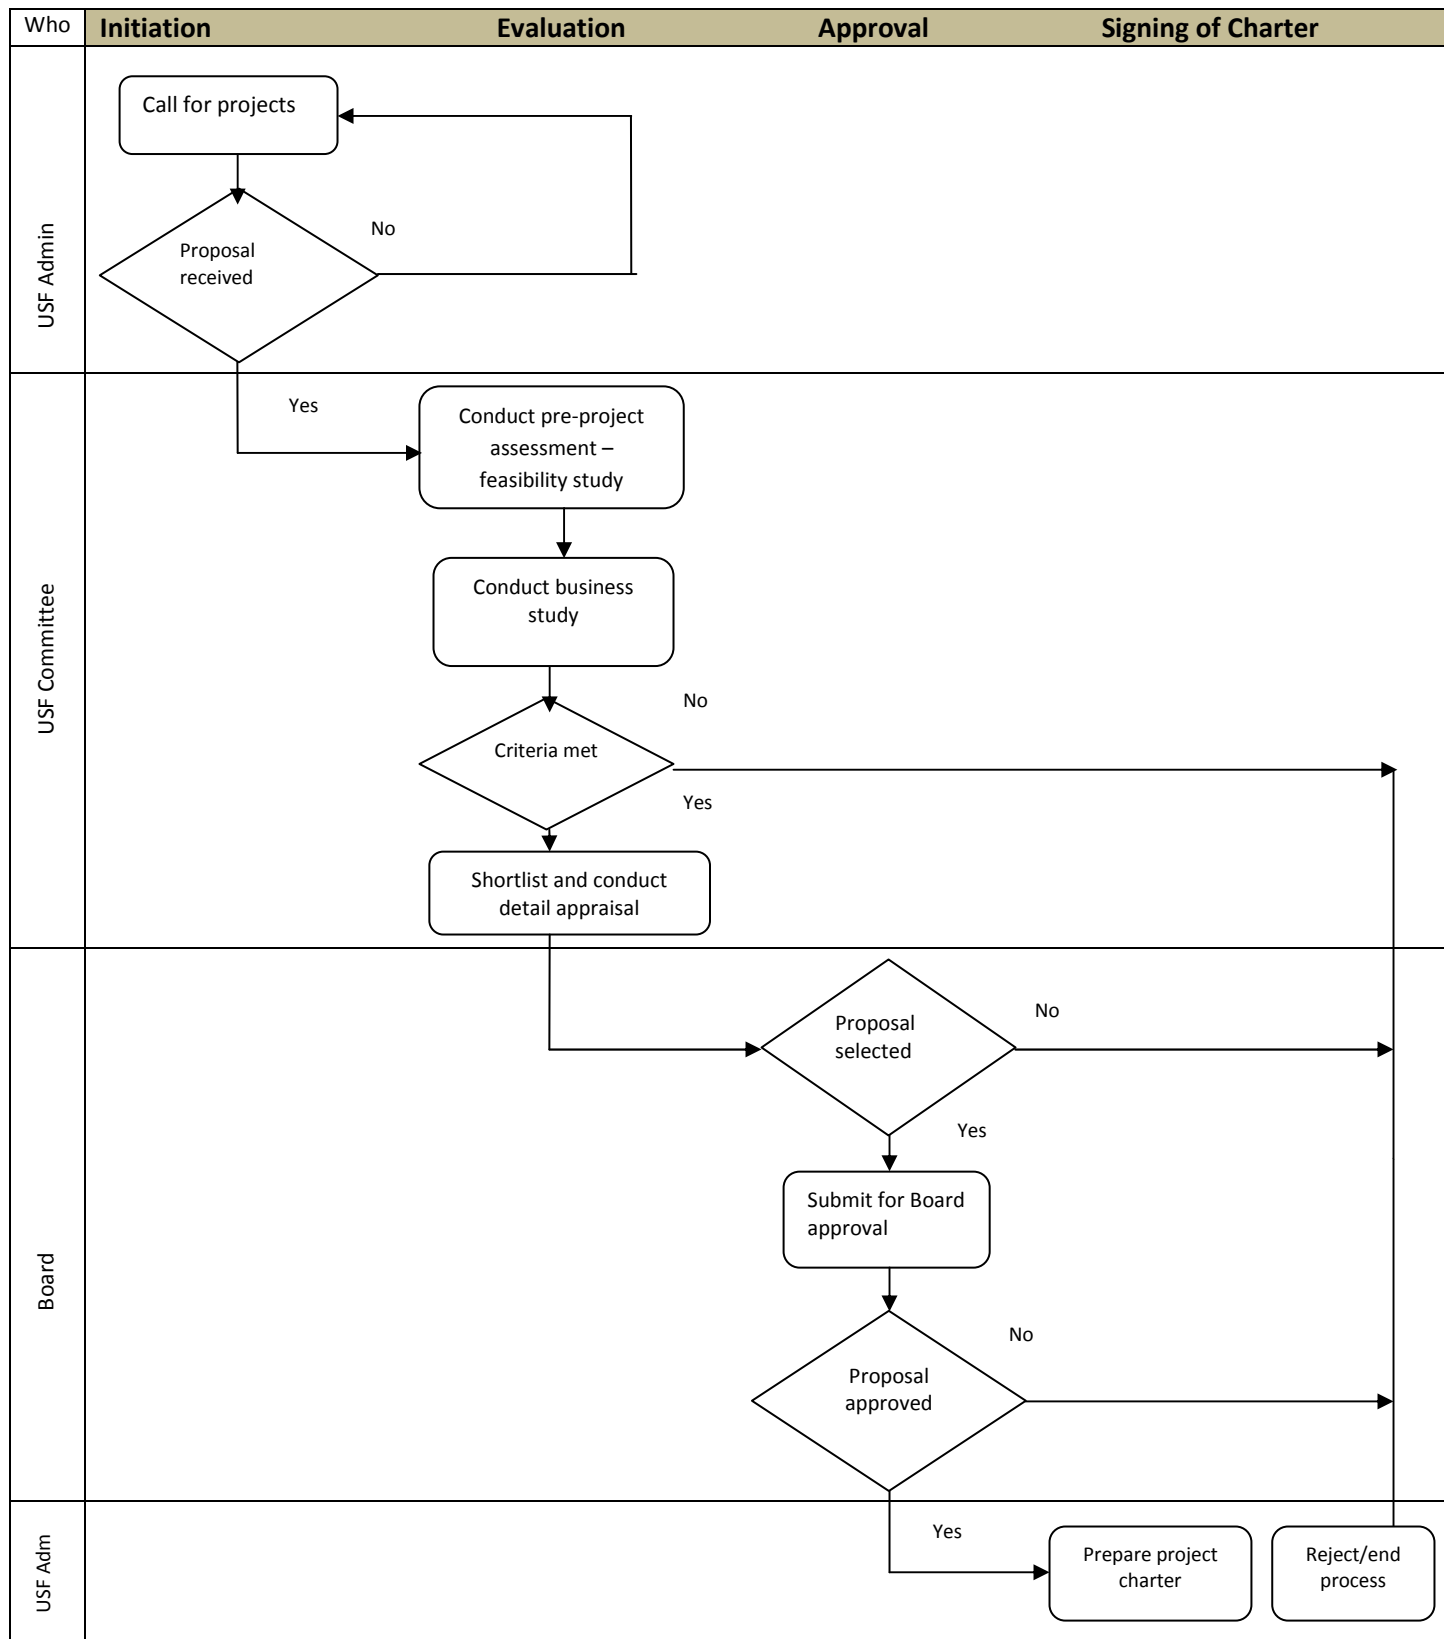 Who
Initiation
Evaluation
Approval
Signing of Charter
USF Admin
Call for projects
No
Proposal
received
USF Committee
Yes
Conduct pre-project
assessment –
feasibility study
Conduct business
study
No
Criteria met
Yes
Shortlist and conduct
detail appraisal
Board
Proposal
selected
No
Yes
Submit for Board
approval
No
Proposal
approved
USF Adm
Yes
Prepare project
charter
Reject/end
process